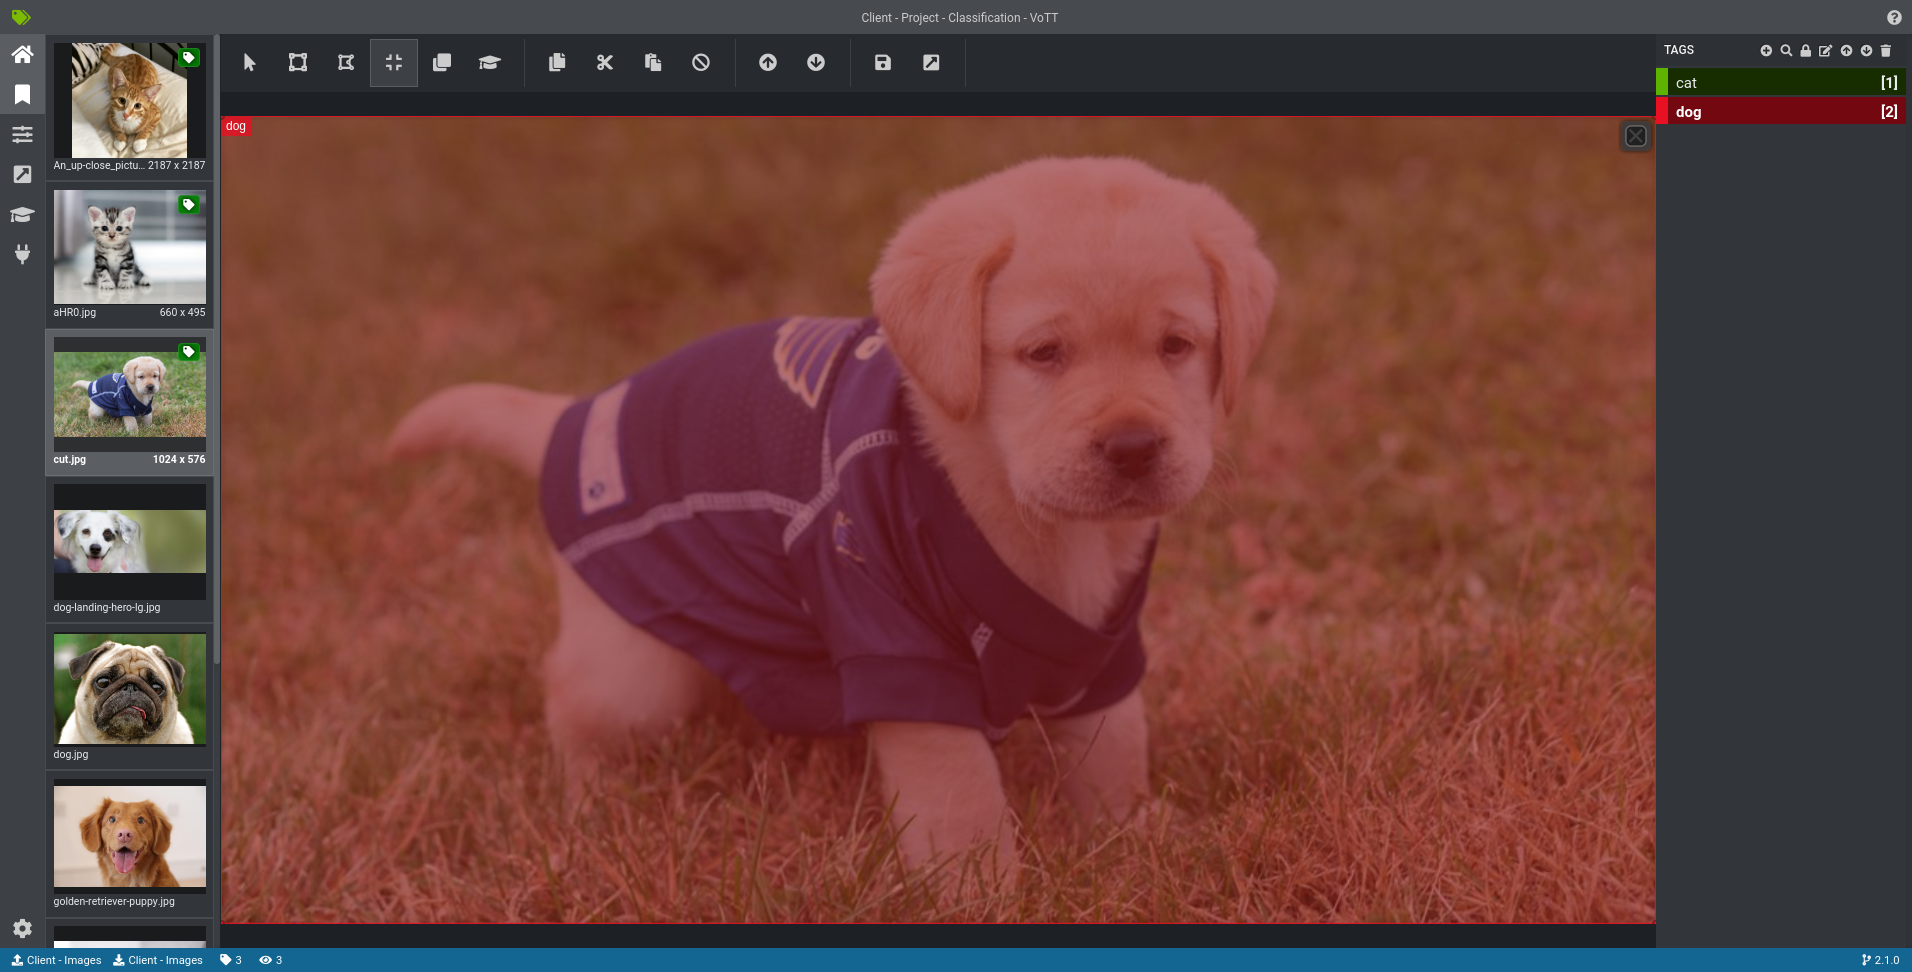 Client - Project - Classification - VoTT
An_up-close_pictu... 2187 x 2187
aHR0.jpg 660 x 495
cut.jpg 1024 x 576
dog-landing-hero-lg.jpg
dog.jpg
golden-retriever-puppy.jpg
dog
TAGS
cat [1]
dog [2]
Client - Images Client - Images 3 3 2.1.0